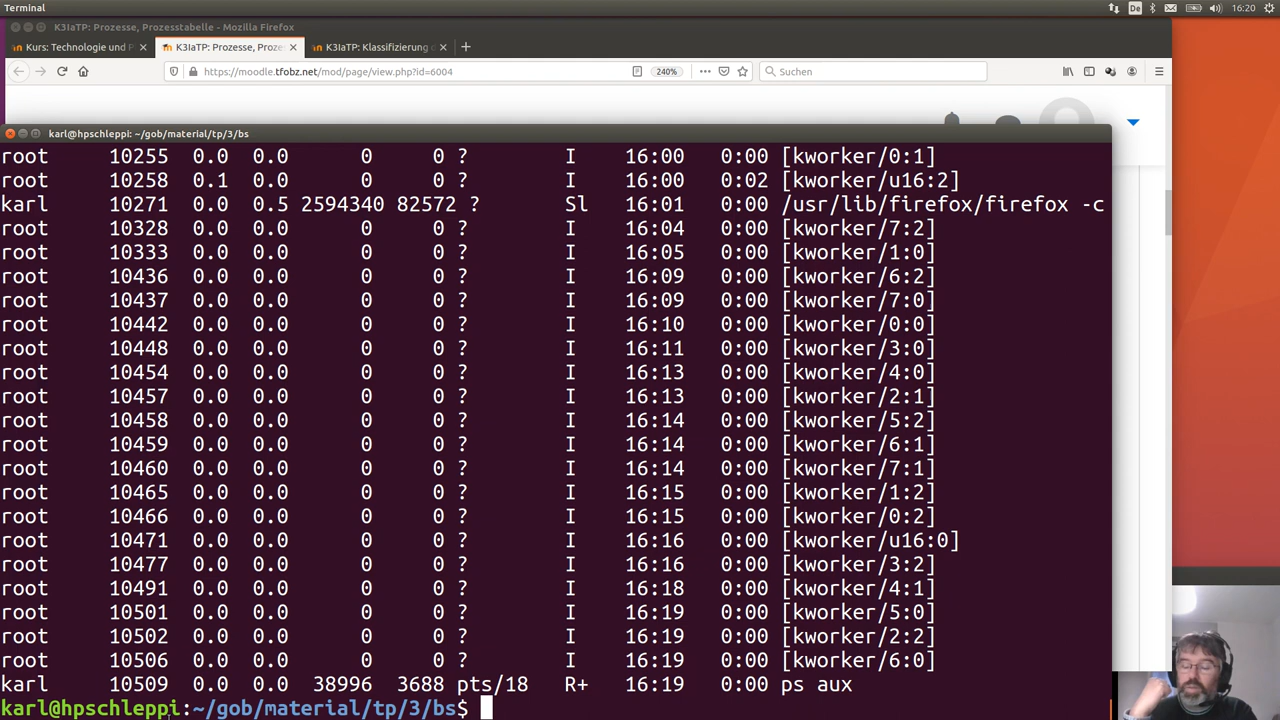 Terminal
De
16:20
K3IaTP: Prozesse, Prozesstabelle - Mozilla Firefox
Kurs: Technologie und P
K3IaTP: Prozesse, Proze
K3IaTP: Klassifizierung
https://moodle.tfobz.net/mod/page/view.php?id=6004
240%
Suchen
karl@hpschleppi: ~/gob/material/tp/3/bs
root 10255 0.0 0.0 0 0 ? I 16:00 0:00 [kworker/0:1]
root 10258 0.1 0.0 0 0 ? I 16:00 0:02 [kworker/u16:2]
karl 10271 0.0 0.5 2594340 82572 ? Sl 16:01 0:00 /usr/lib/firefox/firefox -c
root 10328 0.0 0.0 0 0 ? I 16:04 0:00 [kworker/7:2]
root 10333 0.0 0.0 0 0 ? I 16:05 0:00 [kworker/1:0]
root 10436 0.0 0.0 0 0 ? I 16:09 0:00 [kworker/6:2]
root 10437 0.0 0.0 0 0 ? I 16:09 0:00 [kworker/7:0]
root 10442 0.0 0.0 0 0 ? I 16:10 0:00 [kworker/0:0]
root 10448 0.0 0.0 0 0 ? I 16:11 0:00 [kworker/3:0]
root 10454 0.0 0.0 0 0 ? I 16:13 0:00 [kworker/4:0]
root 10457 0.0 0.0 0 0 ? I 16:13 0:00 [kworker/2:1]
root 10458 0.0 0.0 0 0 ? I 16:14 0:00 [kworker/5:2]
root 10459 0.0 0.0 0 0 ? I 16:14 0:00 [kworker/6:1]
root 10460 0.0 0.0 0 0 ? I 16:14 0:00 [kworker/7:1]
root 10465 0.0 0.0 0 0 ? I 16:15 0:00 [kworker/1:2]
root 10466 0.0 0.0 0 0 ? I 16:15 0:00 [kworker/0:2]
root 10471 0.0 0.0 0 0 ? I 16:16 0:00 [kworker/u16:0]
root 10477 0.0 0.0 0 0 ? I 16:16 0:00 [kworker/3:2]
root 10491 0.0 0.0 0 0 ? I 16:18 0:00 [kworker/4:1]
root 10501 0.0 0.0 0 0 ? I 16:19 0:00 [kworker/5:0]
root 10502 0.0 0.0 0 0 ? I 16:19 0:00 [kworker/2:2]
root 10506 0.0 0.0 0 0 ? I 16:19 0:00 [kworker/6:0]
karl 10509 0.0 0.0 38996 3688 pts/18 R+ 16:19 0:00 ps aux
karl@hpschleppi:~/gob/material/tp/3/bs$